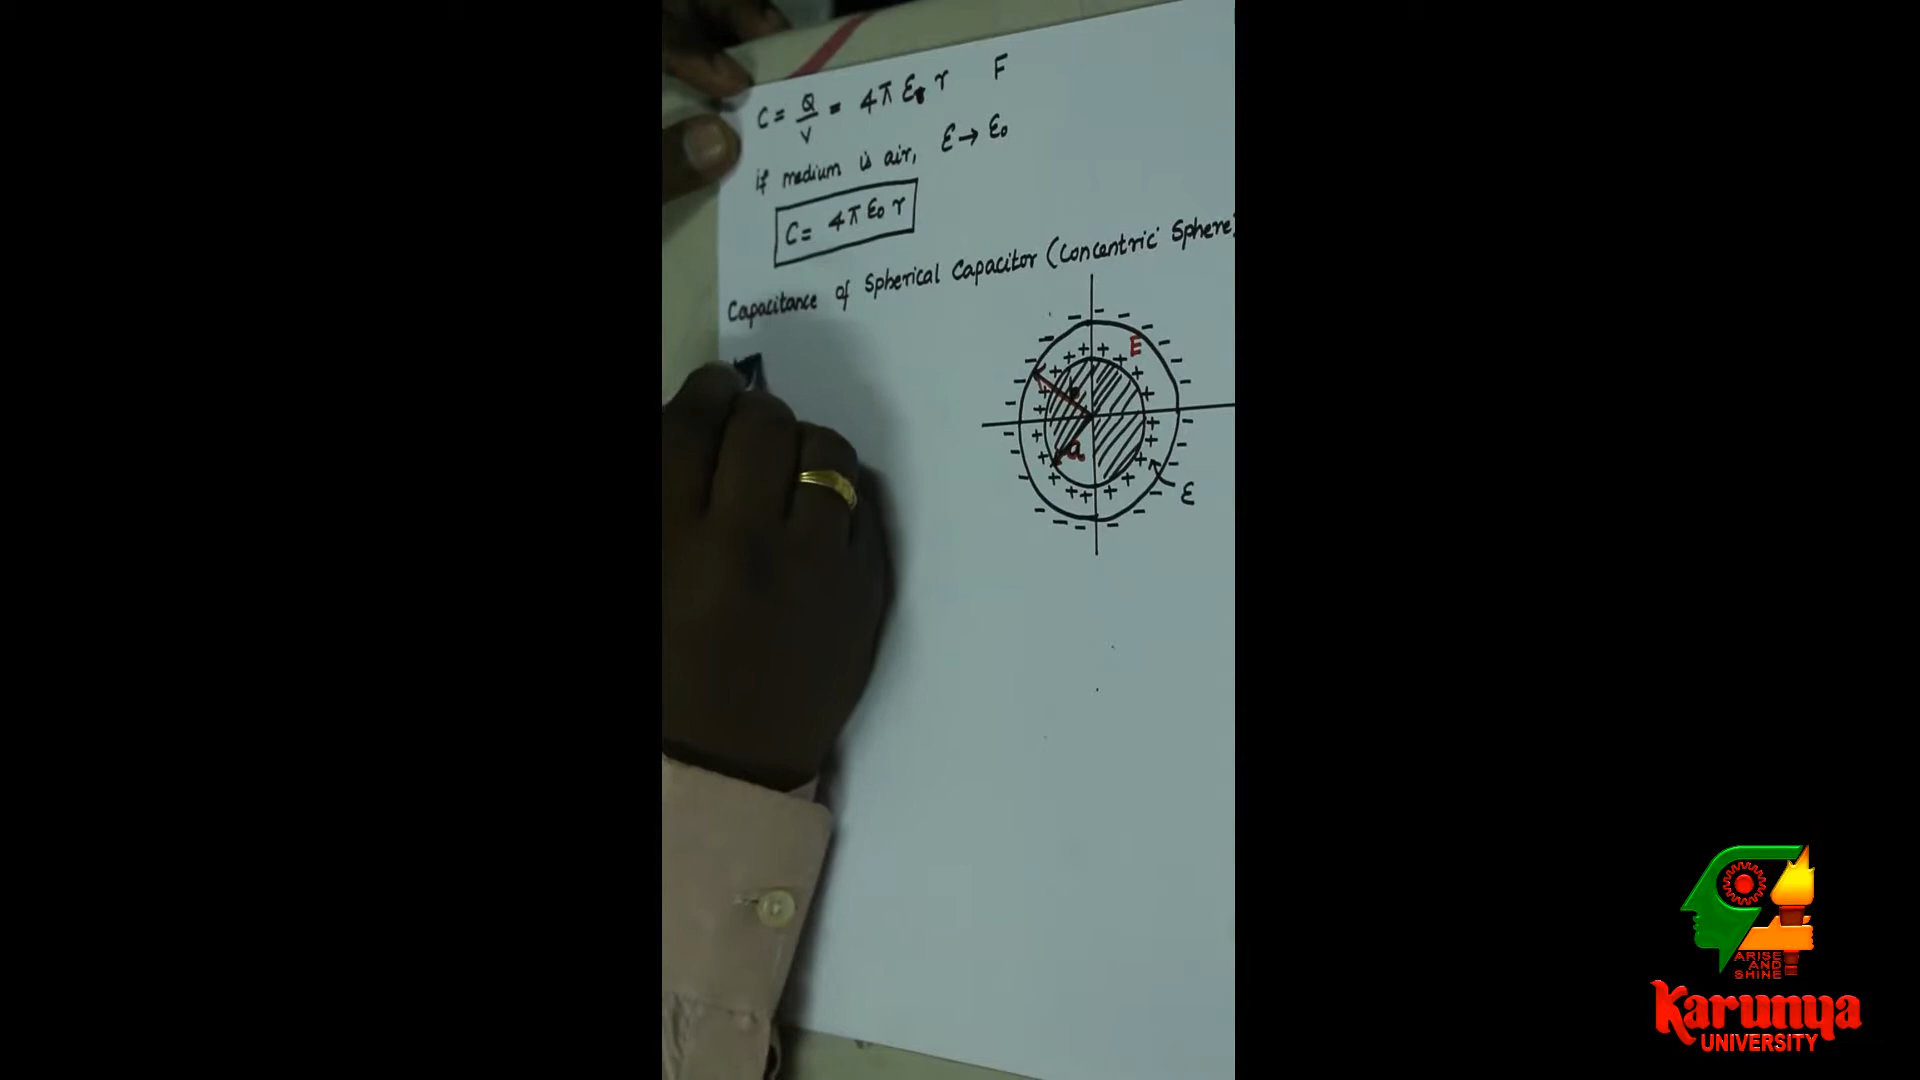 C = Q/V = 4π ε r F
if medium is air, ε → ε₀
C = 4π ε₀ r
Capacitance of Spherical Capacitor (Concentric Sphere)
E
b
a
ε
ARISE
AND
SHINE
Karunya
UNIVERSITY